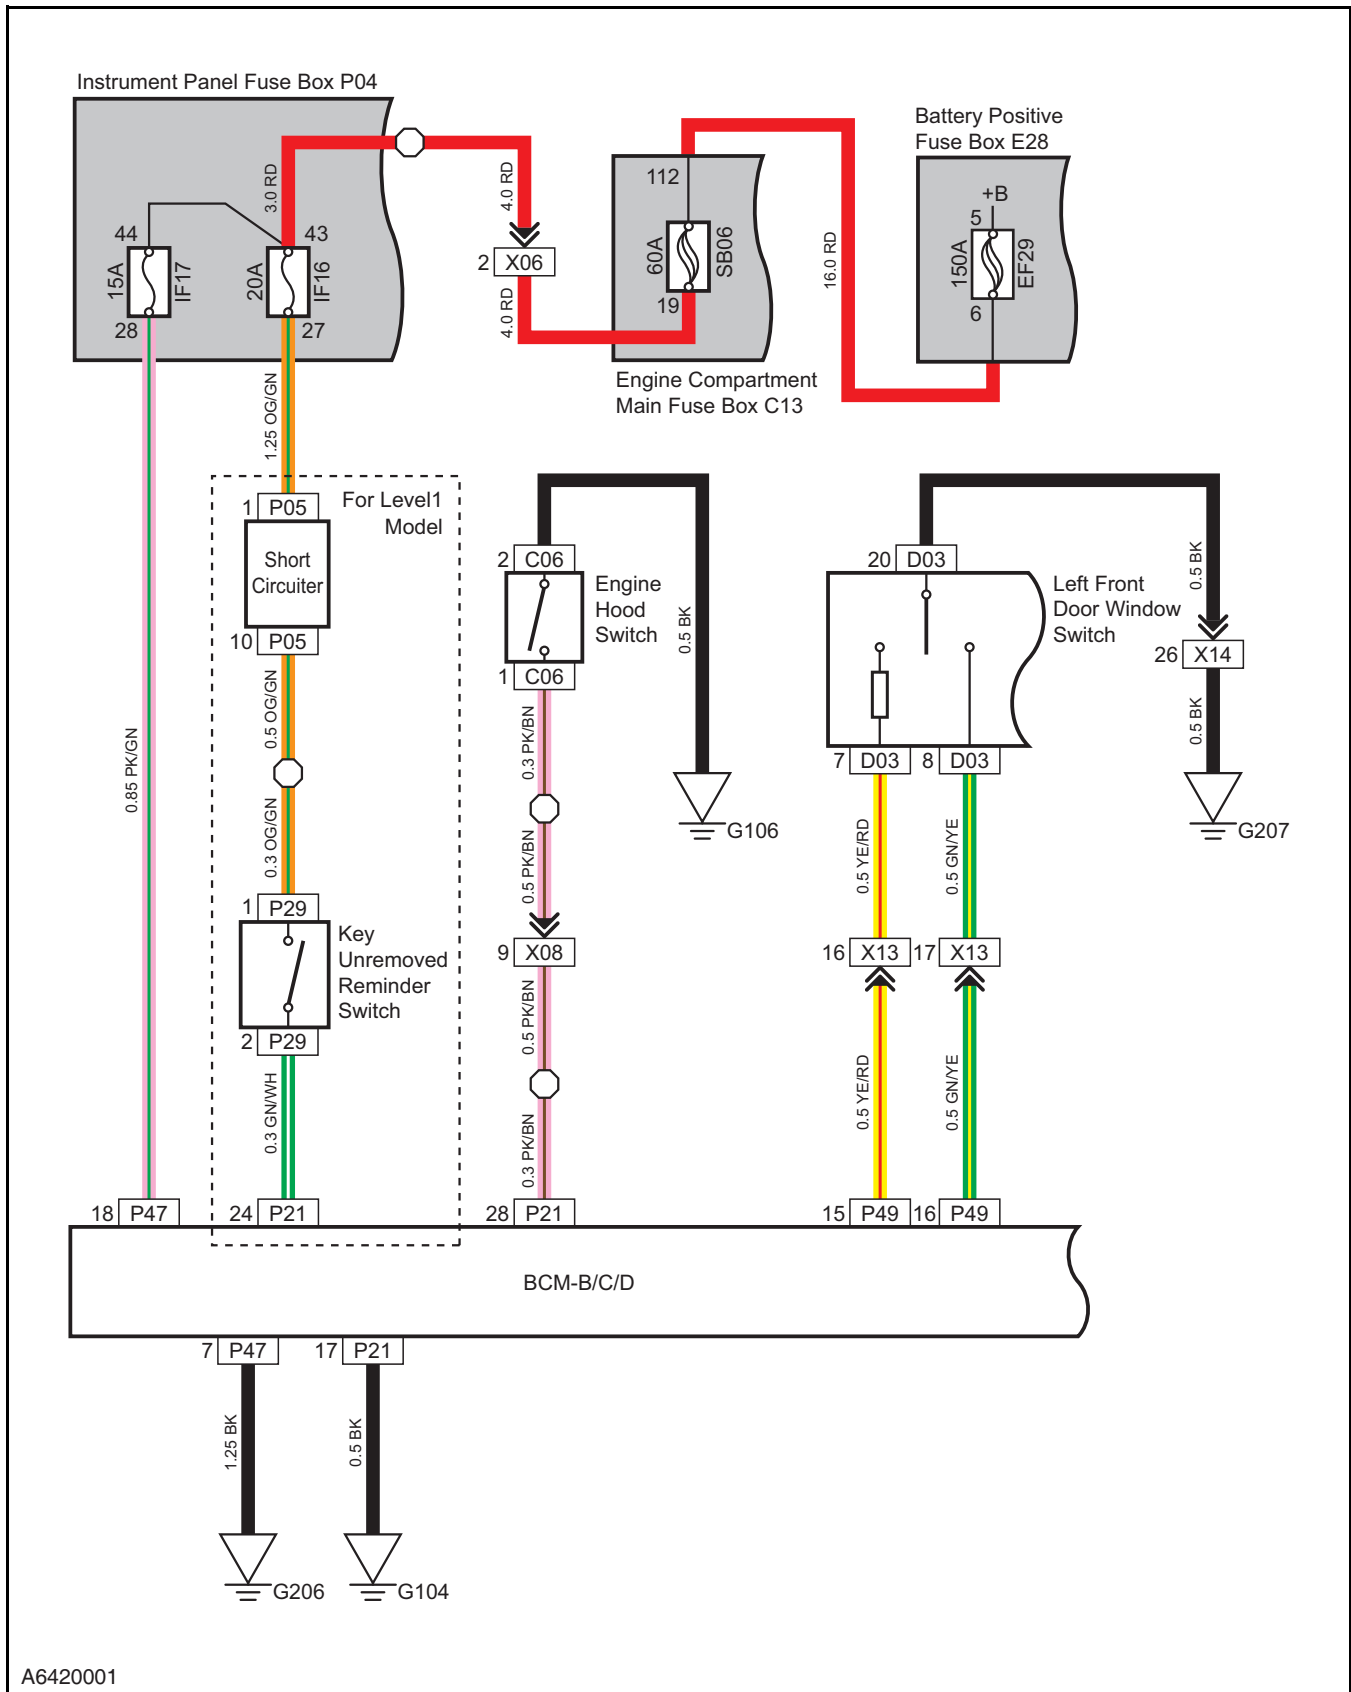 Instrument Panel Fuse Box P04
Battery Positive
Fuse Box E28
+B
5
150A
EF29
6
112
60A
SB06
19
Engine Compartment
Main Fuse Box C13
16.0 RD
3.0 RD
4.0 RD
2 X06
4.0 RD
44
15A
IF17
28
43
20A
IF16
27
1.25 OG/GN
0.85 PK/GN
For Level1
Model
1 P05
Short
Circuiter
10 P05
0.5 OG/GN
0.3 OG/GN
1 P29
Key
Unremoved
Reminder
Switch
2 P29
0.3 GN/WH
2 C06
Engine
Hood
Switch
1 C06
0.5 BK
G106
0.3 PK/BN
0.5 PK/BN
9 X08
0.5 PK/BN
0.3 PK/BN
20 D03
Left Front
Door Window
Switch
7 D03
8 D03
0.5 BK
26 X14
0.5 BK
G207
0.5 YE/RD
0.5 GN/YE
16 X13
17 X13
0.5 YE/RD
0.5 GN/YE
18 P47
24 P21
28 P21
15 P49
16 P49
BCM-B/C/D
7 P47
17 P21
1.25 BK
0.5 BK
G206
G104
A6420001